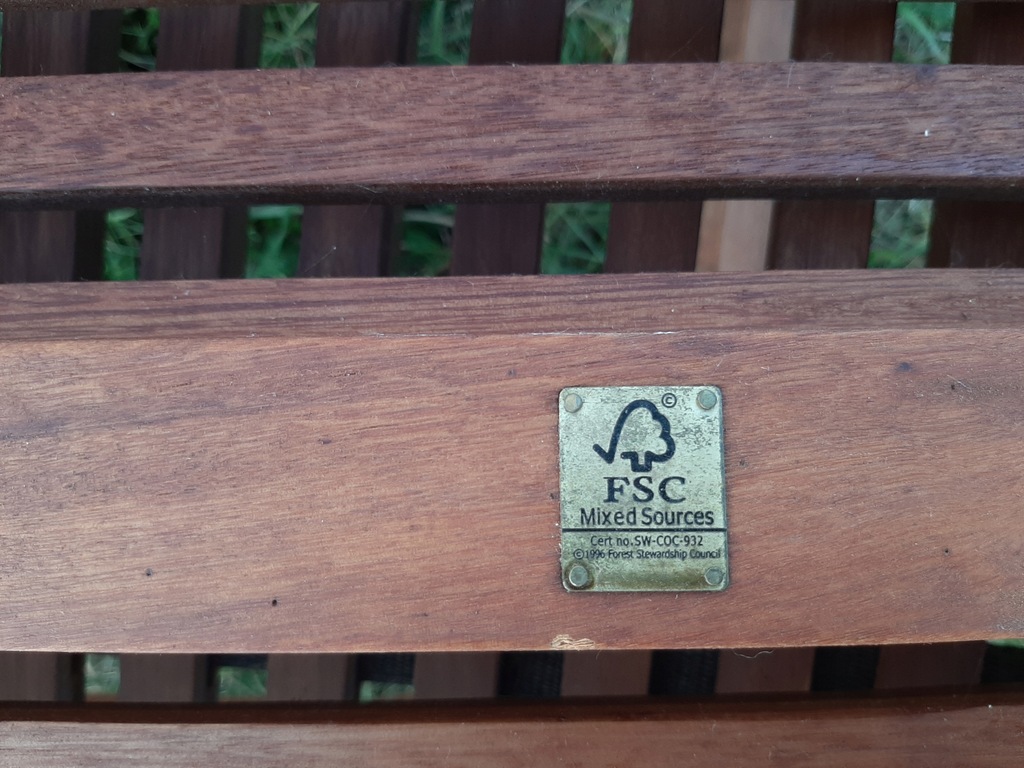 ©
FSC
Mixed Sources
Cert no.SW-COC-932
©1996 Forest Stewardship Council